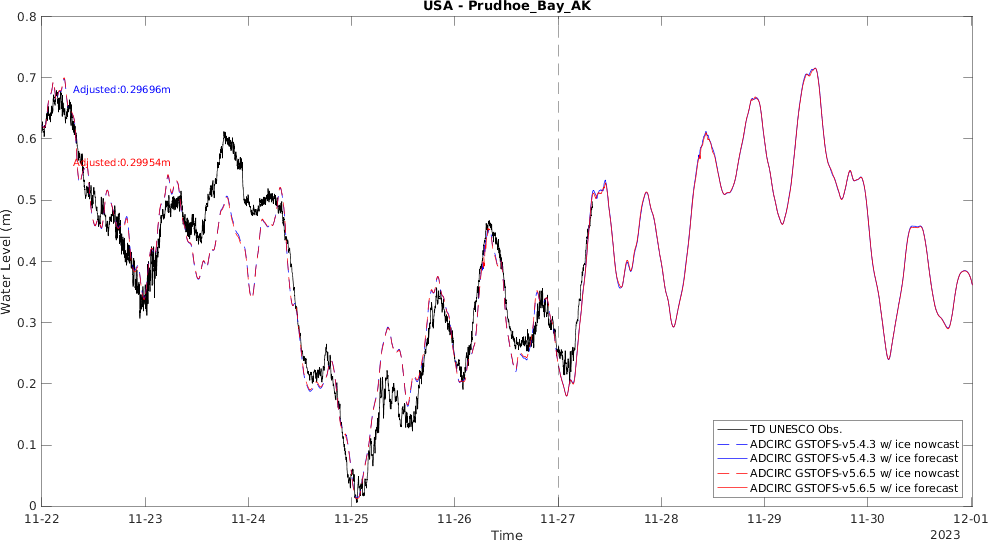 USA - Prudhoe_Bay_AK
0.8
0.7
0.6
0.5
0.4
0.3
0.2
0.1
0
Water Level (m)
Adjusted:0.29696m
Adjusted:0.29954m
TD UNESCO Obs.
ADCIRC GSTOFS-v5.4.3 w/ ice nowcast
ADCIRC GSTOFS-v5.4.3 w/ ice forecast
ADCIRC GSTOFS-v5.6.5 w/ ice nowcast
ADCIRC GSTOFS-v5.6.5 w/ ice forecast
11-22 11-23 11-24 11-25 11-26 11-27 11-28 11-29 11-30 12-01
Time
2023